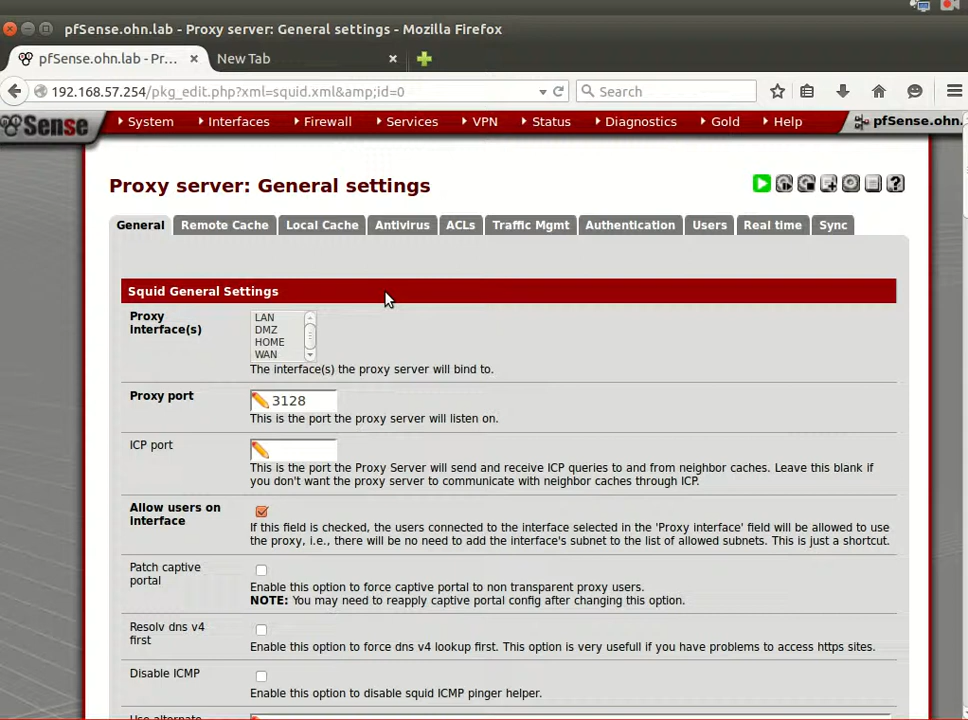 pfSense.ohn.lab - Proxy server: General settings - Mozilla Firefox
pfSense.ohn.lab - Pr... New Tab
192.168.57.254/pkg_edit.php?xml=squid.xml&amp;id=0 Search
Sense System Interfaces Firewall Services VPN Status Diagnostics Gold Help pfSense.ohn.
Proxy server: General settings
General Remote Cache Local Cache Antivirus ACLs Traffic Mgmt Authentication Users Real time Sync
Squid General Settings
Proxy
interface(s)
LAN
DMZ
HOME
WAN
The interface(s) the proxy server will bind to.
Proxy port
3128
This is the port the proxy server will listen on.
ICP port
This is the port the Proxy Server will send and receive ICP queries to and from neighbor caches. Leave this blank if
you don't want the proxy server to communicate with neighbor caches through ICP.
Allow users on
interface
If this field is checked, the users connected to the interface selected in the 'Proxy interface' field will be allowed to use
the proxy, i.e., there will be no need to add the interface's subnet to the list of allowed subnets. This is just a shortcut.
Patch captive
portal
Enable this option to force captive portal to non transparent proxy users.
NOTE: You may need to reapply captive portal config after changing this option.
Resolv dns v4
first
Enable this option to force dns v4 lookup first. This option is very usefull if you have problems to access https sites.
Disable ICMP
Enable this option to disable squid ICMP pinger helper.
Use alternate